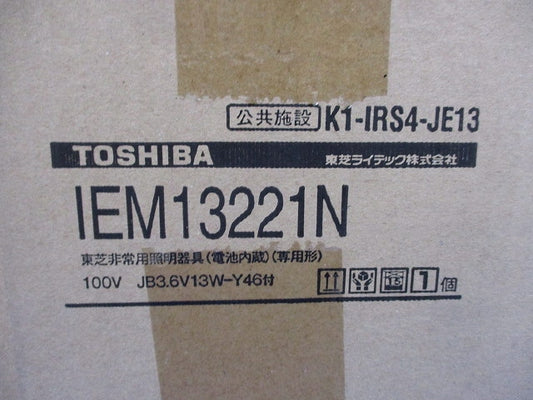 公共施設 K1-IRS4-JE13
TOSHIBA 東芝ライテック株式会社
IEM13221N
東芝非常用照明器具(電池内蔵)(専用形)
100V JB3.6V13W-Y46付 15 1個